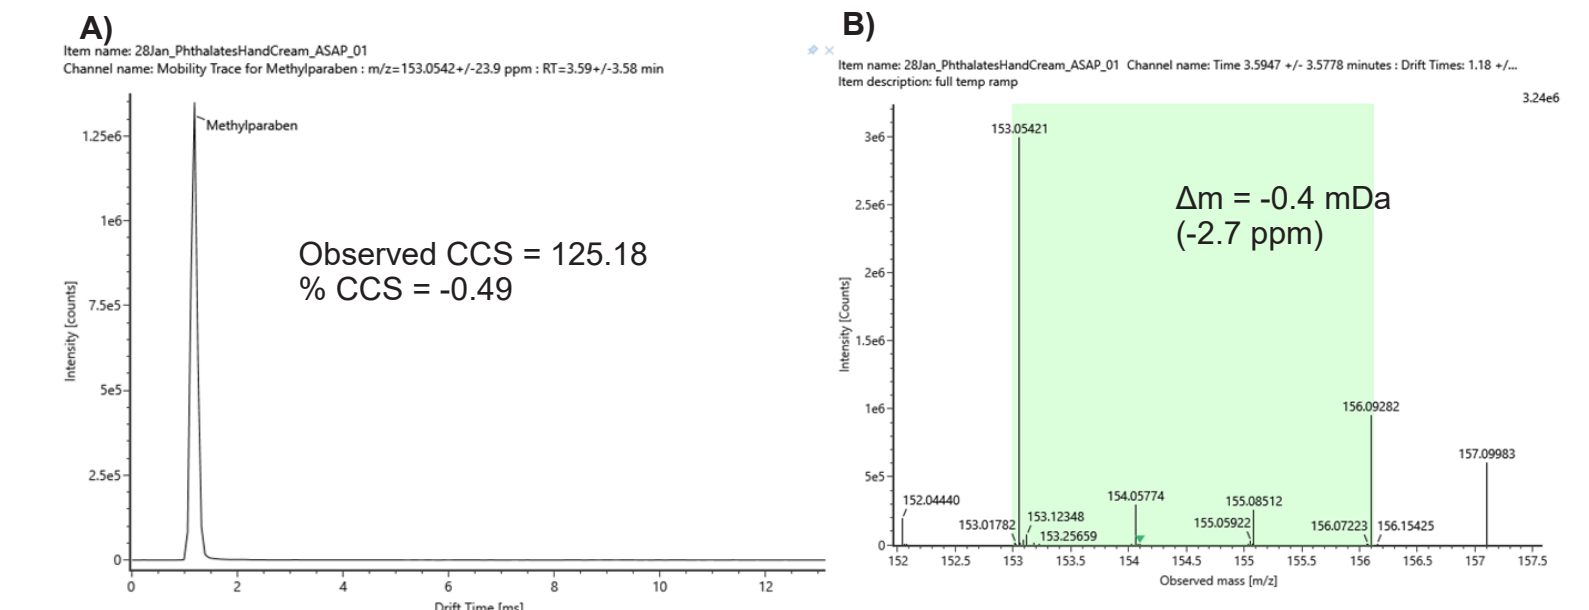 A)
Item name: 28Jan_PhthalatesHandCream_ASAP_01
Channel name: Mobility Trace for Methylparaben : m/z=153.0542+/-23.9 ppm : RT=3.59+/-3.58 min
Methylparaben
Observed CCS = 125.18
% CCS = -0.49
Intensity [counts]
1.25e6
1e6
7.5e5
5e5
2.5e5
0
0 2 4 6 8 10 12
Drift Time [ms]
B)
Item name: 28Jan_PhthalatesHandCream_ASAP_01 Channel name: Time 3.5947 +/- 3.5778 minutes : Drift Times: 1.18 +/...
Item description: full temp ramp
3.24e6
153.05421
Δm = -0.4 mDa
(-2.7 ppm)
156.09282
157.09983
152.04440
154.05774
155.08512
153.01782
153.12348
153.25659
155.05922
156.07223
156.15425
Intensity [Counts]
3e6
2.5e6
2e6
1.5e6
1e6
5e5
0
152 152.5 153 153.5 154 154.5 155 155.5 156 156.5 157 157.5
Observed mass [m/z]